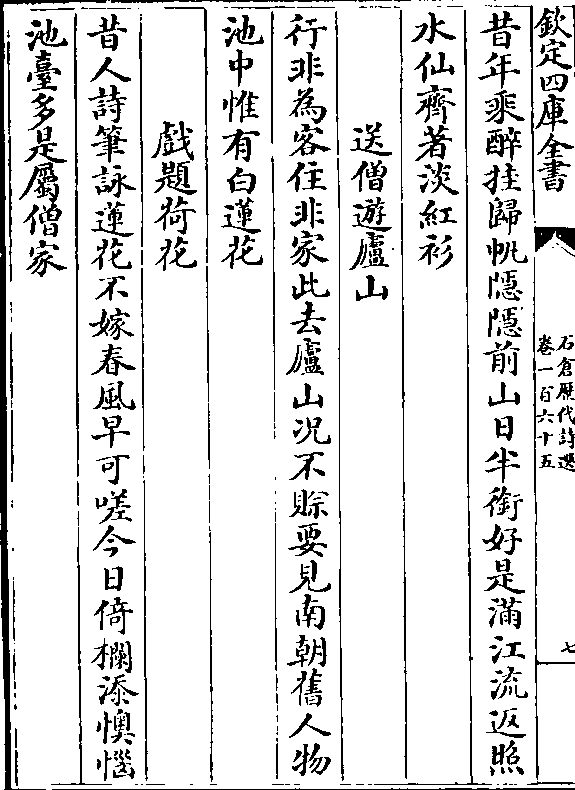 欽定四庫全書
石倉歷代詩選
卷一百六十五
七
昔年乘醉挂歸帆隱隱前山日半銜好是滿江流返照
水仙齊著淡紅衫
送僧遊廬山
行非為客住非家此去廬山况不賒要見南朝舊人物
池中惟有白蓮花
戲題荷花
昔人詩筆詠蓮花不嫁春風早可嗟今日倚欄添懊惱
池臺多是屬僧家